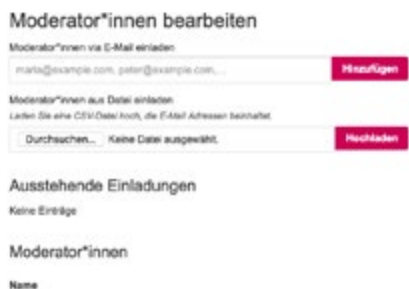 Moderator*innen bearbeiten
Moderator*innen via E-Mail einladen
maria@example.com, peter@example.com,...
Hinzufügen
Moderator*innen aus Datei einladen
Laden Sie eine CSV-Datei hoch, die E-Mail Adressen beinhaltet.
Durchsuchen... Keine Datei ausgewählt.
Hochladen
Ausstehende Einladungen
Keine Einträge
Moderator*innen
Name